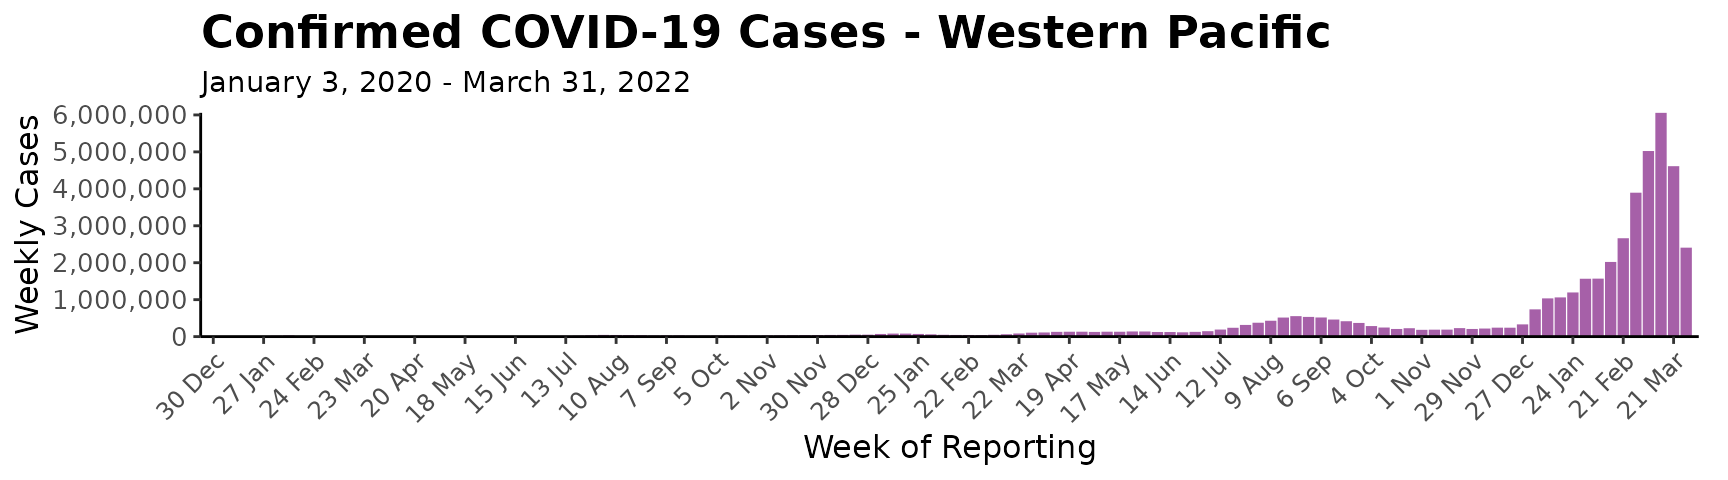 Confirmed COVID-19 Cases - Western Pacific
January 3, 2020 - March 31, 2022
Weekly Cases
6,000,000
5,000,000
4,000,000
3,000,000
2,000,000
1,000,000
0
30 Dec
27 Jan
24 Feb
23 Mar
20 Apr
18 May
15 Jun
13 Jul
10 Aug
7 Sep
5 Oct
2 Nov
30 Nov
28 Dec
25 Jan
22 Feb
22 Mar
19 Apr
17 May
14 Jun
12 Jul
9 Aug
6 Sep
4 Oct
1 Nov
29 Nov
27 Dec
24 Jan
21 Feb
21 Mar
Week of Reporting